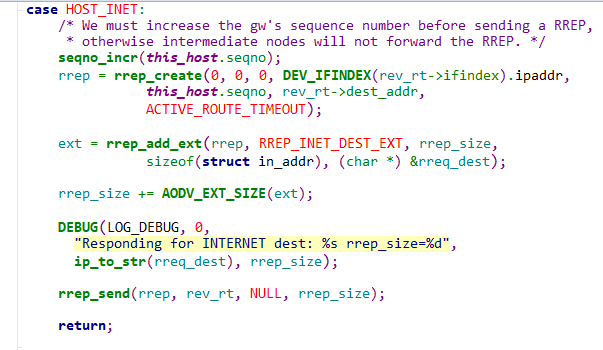 case HOST_INET:
/* We must increase the gw's sequence number before sending a RREP,
* otherwise intermediate nodes will not forward the RREP. */
seqno_incr(this_host.seqno);
rrep = rrep_create(0, 0, 0, DEV_IFINDEX(rev_rt->ifindex).ipaddr,
this_host.seqno, rev_rt->dest_addr,
ACTIVE_ROUTE_TIMEOUT);
ext = rrep_add_ext(rrep, RREP_INET_DEST_EXT, rrep_size,
sizeof(struct in_addr), (char *) &rreq_dest);
rrep_size += AODV_EXT_SIZE(ext);
DEBUG(LOG_DEBUG, 0,
"Responding for INTERNET dest: %s rrep_size=%d",
ip_to_str(rreq_dest), rrep_size);
rrep_send(rrep, rev_rt, NULL, rrep_size);
return;